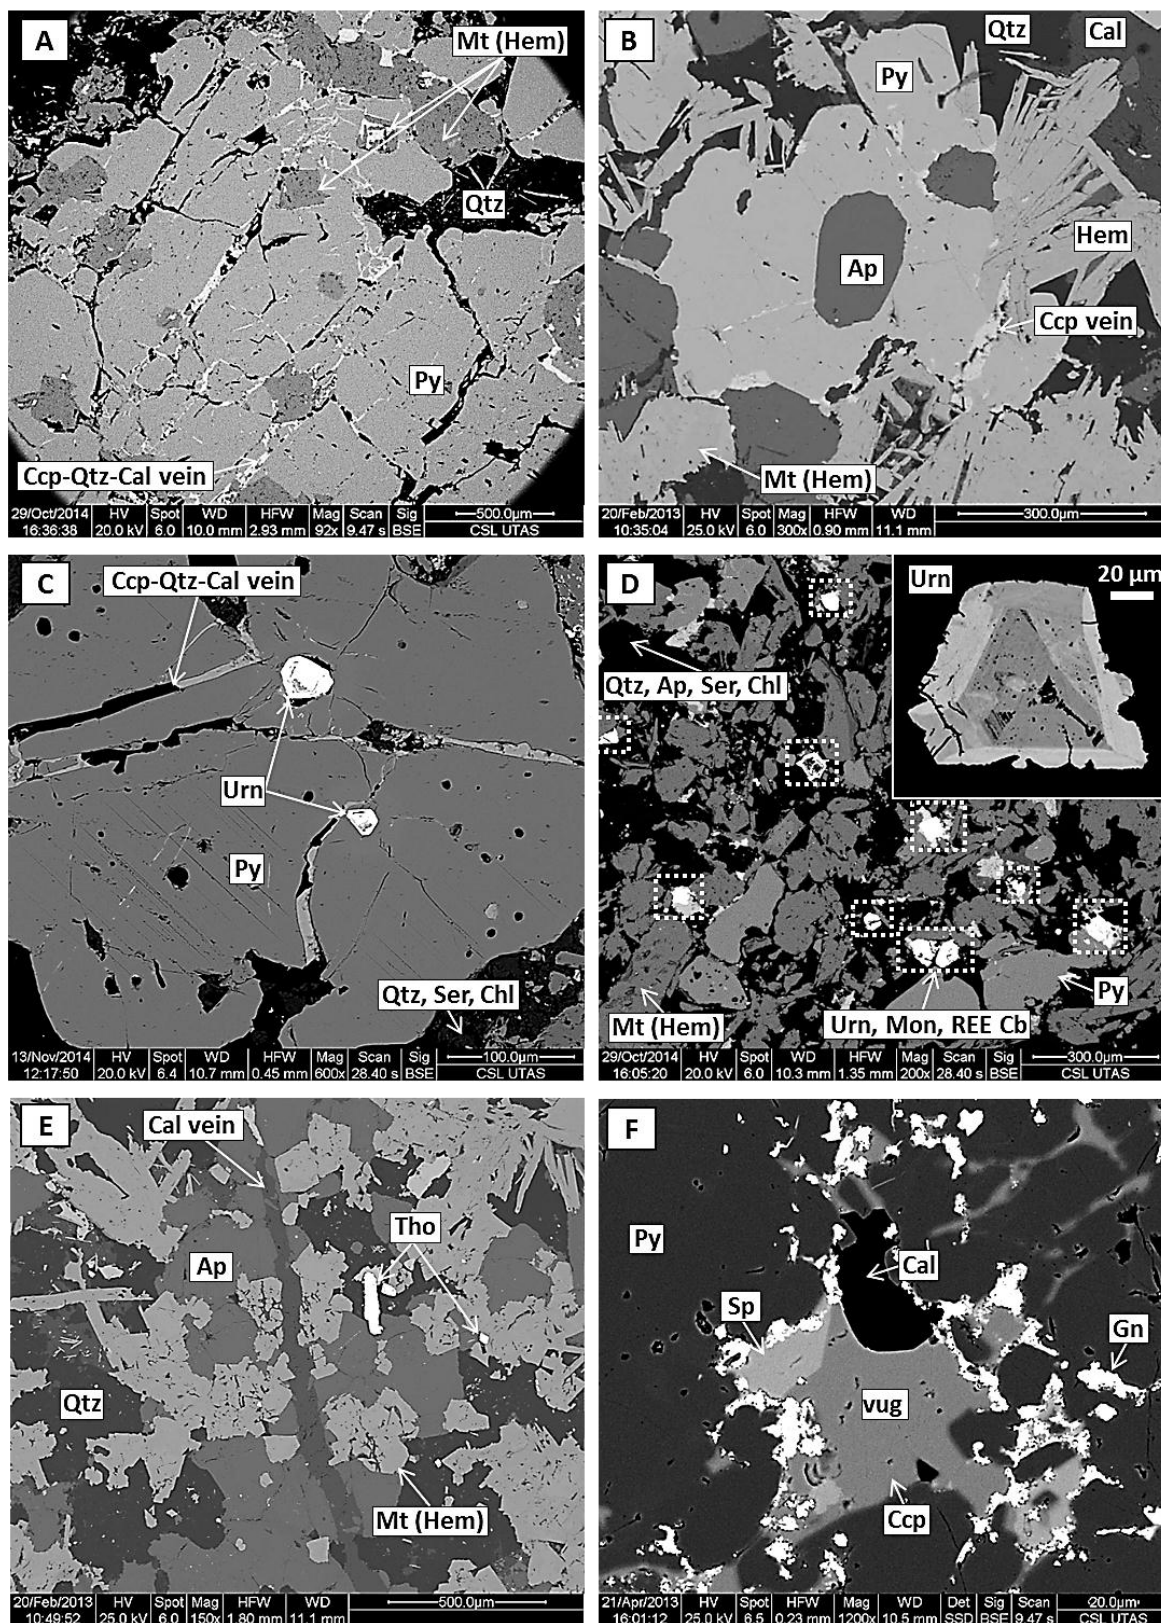 A
Mt (Hem)
Qtz
Py
Ccp-Qtz-Cal vein
29/Oct/2014 HV Spot WD HFW Mag Scan Sig 500.0µm
16:36:38 20.0 kV 6.0 10.0 mm 2.93 mm 92x 9.47 s BSE CSL UTAS
B
Qtz
Cal
Py
Ap
Hem
Ccp vein
Mt (Hem)
20/Feb/2013 HV Spot Mag HFW WD 300.0µm
10:35:04 25.0 kV 6.0 300x 0.90 mm 11.1 mm
C
Ccp-Qtz-Cal vein
Urn
Py
Qtz, Ser, Chl
13/Nov/2014 HV Spot WD HFW Mag Scan Sig 100.0µm
12:17:50 20.0 kV 6.4 10.7 mm 0.45 mm 600x 28.40 s BSE CSL UTAS
D
Urn
20 µm
Qtz, Ap, Ser, Chl
Mt (Hem)
Py
Urn, Mon, REE Cb
29/Oct/2014 HV Spot WD HFW Mag Scan Sig 300.0µm
16:05:20 20.0 kV 6.0 10.3 mm 1.35 mm 200x 28.40 s BSE CSL UTAS
E
Cal vein
Tho
Ap
Qtz
Mt (Hem)
20/Feb/2013 HV Spot Mag HFW WD 500.0µm
10:49:52 25.0 kV 6.0 150x 1.80 mm 11.1 mm
F
Py
Cal
Sp
Gn
vug
Ccp
21/Apr/2013 HV Spot HFW Mag WD Det Sig Scan 20.0µm
16:01:12 25.0 kV 6.5 0.23 mm 1200x 10.5 mm SSD BSE 9.47 s CSL UTAS